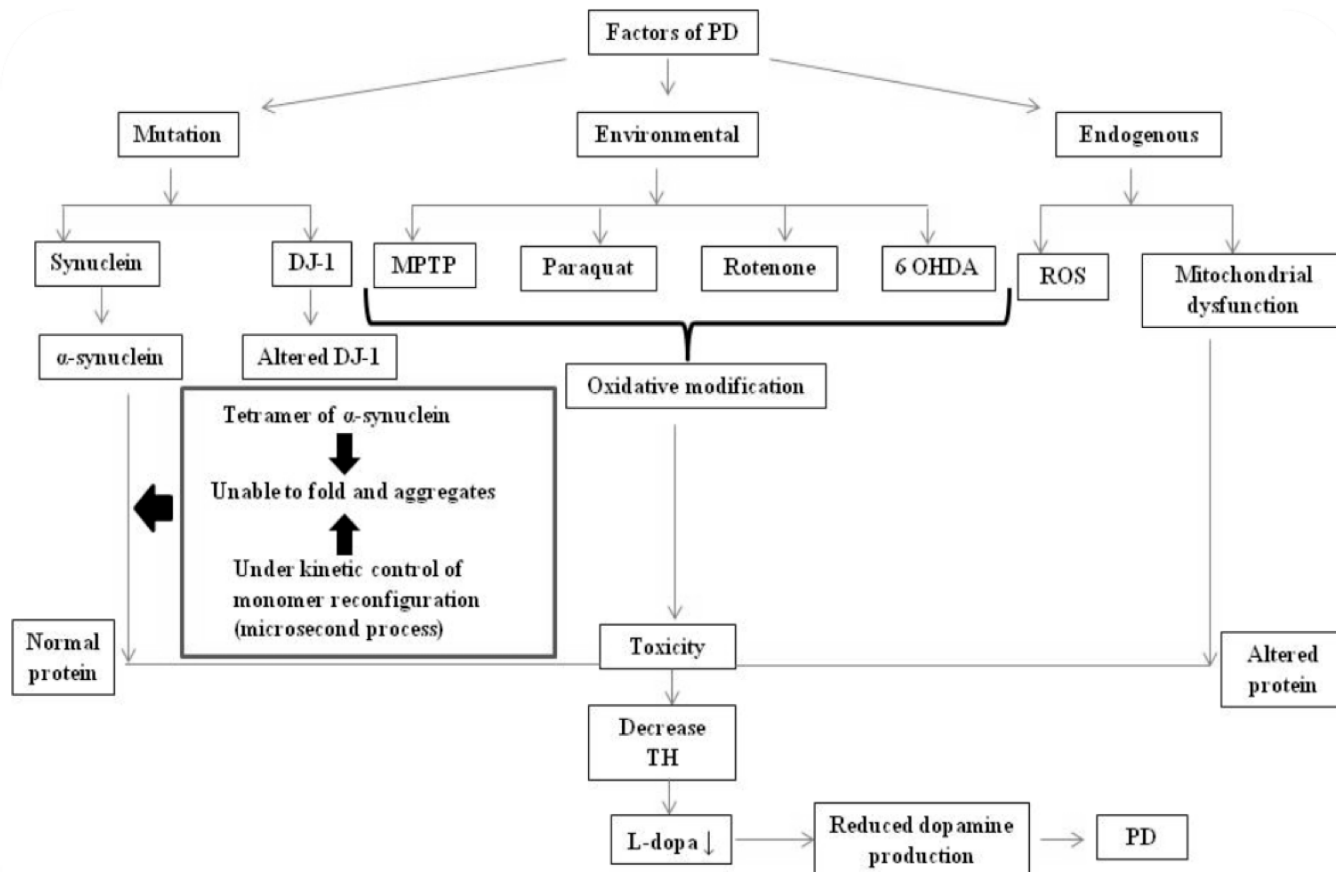 Factors of PD
Mutation
Environmental
Endogenous
Synuclein
DJ-1
MPTP
Paraquat
Rotenone
6 OHDA
ROS
Mitochondrial
dysfunction
α-synuclein
Altered DJ-1
Oxidative modification
Tetramer of α-synuclein
Unable to fold and aggregates
Under kinetic control of
monomer reconfiguration
(microsecond process)
Normal
protein
Toxicity
Altered
protein
Decrease
TH
L-dopa ↓
Reduced dopamine
production
PD